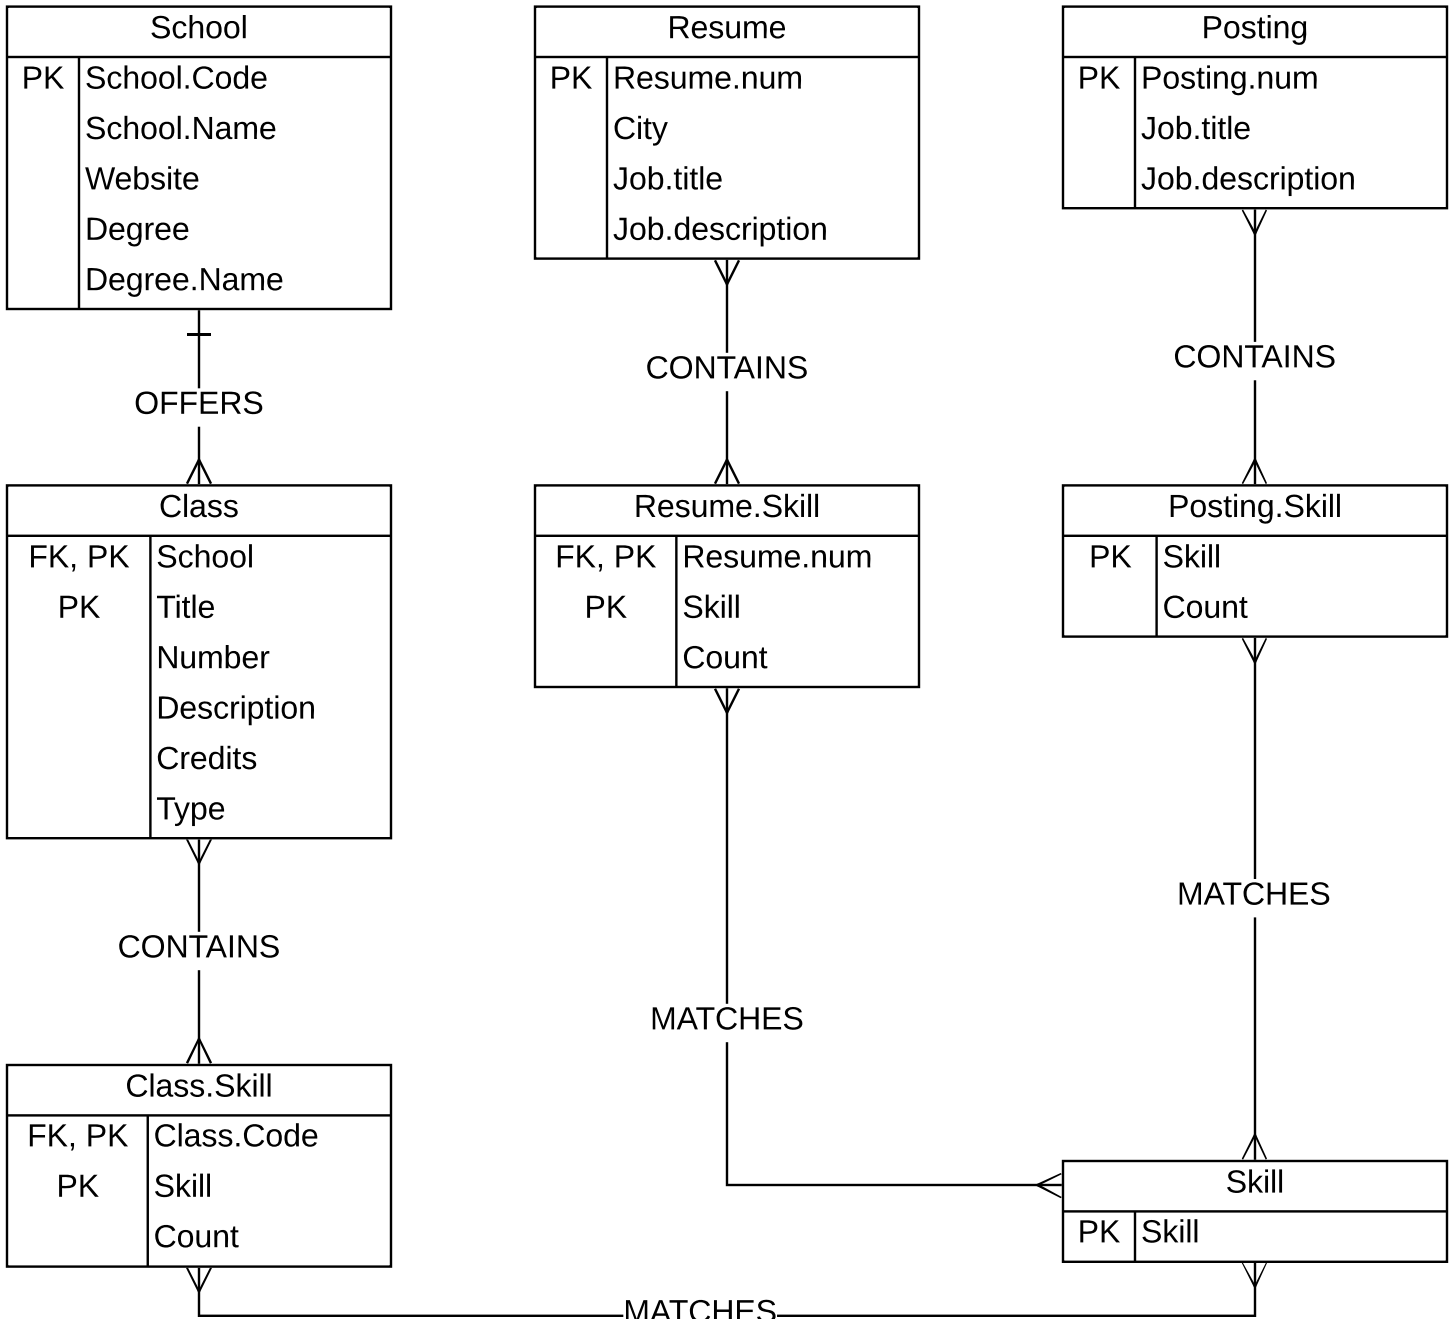 School
PK School.Code
School.Name
Website
Degree
Degree.Name
OFFERS
Class
FK, PK School
PK Title
Number
Description
Credits
Type
CONTAINS
Class.Skill
FK, PK Class.Code
PK Skill
Count
MATCHES
Resume
PK Resume.num
City
Job.title
Job.description
CONTAINS
Resume.Skill
FK, PK Resume.num
PK Skill
Count
MATCHES
Posting
PK Posting.num
Job.title
Job.description
CONTAINS
Posting.Skill
PK Skill
Count
MATCHES
Skill
PK Skill